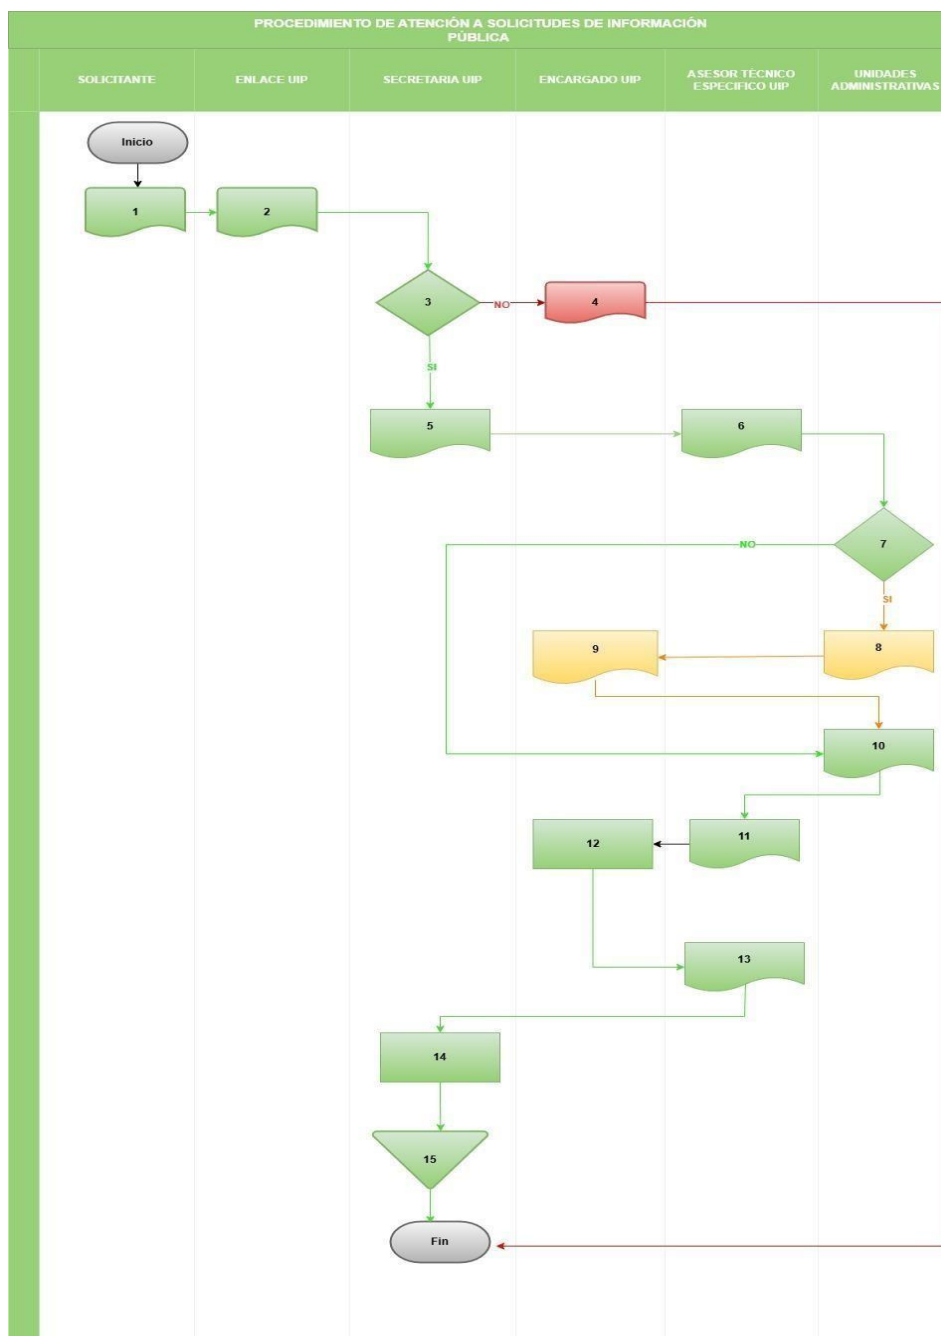 PROCEDIMIENTO DE ATENCIÓN A SOLICITUDES DE INFORMACIÓN
PÚBLICA
SOLICITANTE
ENLACE UIP
SECRETARIA UIP
ENCARGADO UIP
ASESOR TÉCNICO
ESPECIFICO UIP
UNIDADES
ADMINISTRATIVAS
Inicio
1
2
3
NO
4
SI
5
6
7
NO
SI
8
9
10
11
12
13
14
15
Fin